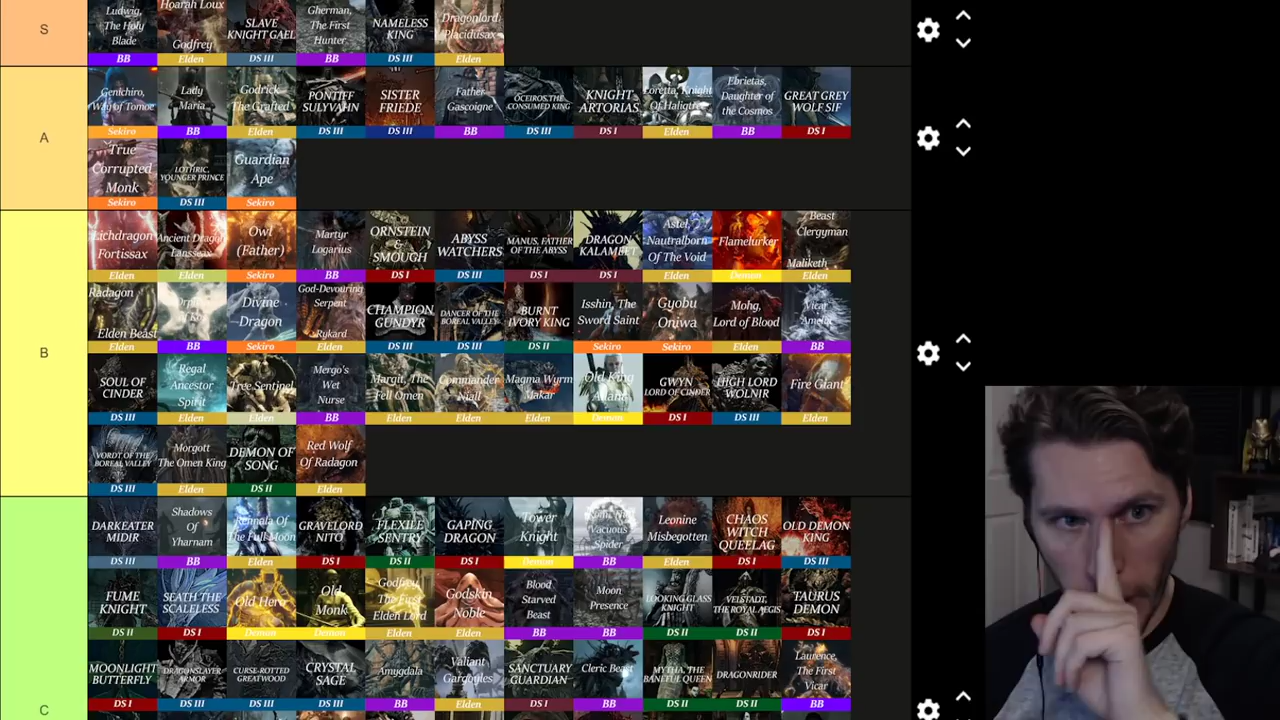 S
Ludwig,
The Holy
Blade
BB
Hoarah Loux
Godfrey
Elden
SLAVE
KNIGHT GAEL
DS III
Gherman,
The First
Hunter
BB
NAMELESS
KING
DS III
Dragonlord
Placidusax
Elden
A
Genichiro,
Way of Tomoe
Sekiro
Lady
Maria
BB
Godrick
The Grafted
Elden
PONTIFF
SULYVAHN
DS III
SISTER
FRIEDE
DS III
Father
Gascoigne
BB
OCEIROS, THE
CONSUMED KING
DS III
KNIGHT
ARTORIAS
DS I
Loretta, Knight
Of Haligtree
Elden
Ebrietas,
Daughter of
the Cosmos
BB
GREAT GREY
WOLF SIF
DS I
True
Corrupted
Monk
Sekiro
LOTHRIC,
YOUNGER PRINCE
DS III
Guardian
Ape
Sekiro
B
Lichdragon
Fortissax
Elden
Ancient Dragon
Lansseax
Elden
Owl
(Father)
Sekiro
Martyr
Logarius
BB
ORNSTEIN
&
SMOUGH
DS I
ABYSS
WATCHERS
DS III
MANUS, FATHER
OF THE ABYSS
DS I
DRAGON
KALAMEET
DS I
Astel,
Nautralborn
Of The Void
Elden
Flamelurker
Demon
Beast
Clergyman
Maliketh
Elden
Radagon
Elden Beast
Elden
Orphan
Of Kos
BB
Divine
Dragon
Sekiro
God-Devouring
Serpent
Rykard
Elden
CHAMPION
GUNDYR
DS III
DANCER OF THE
BOREAL VALLEY
DS III
BURNT
IVORY KING
DS II
Isshin, The
Sword Saint
Sekiro
Gyobu
Oniwa
Sekiro
Mohg,
Lord of Blood
Elden
Vicar
Amelia
BB
SOUL OF
CINDER
DS III
Regal
Ancestor
Spirit
Elden
Tree Sentinel
Elden
Mergo's
Wet
Nurse
BB
Margit, The
Fell Omen
Elden
Commander
Niall
Elden
Magma Wyrm
Makar
Elden
Old King
Allant
Demon
GWYN
LORD OF CINDER
DS I
HIGH LORD
WOLNIR
DS III
Fire Giant
Elden
VORDT OF THE
BOREAL VALLEY
DS III
Morgott
The Omen King
Elden
DEMON OF
SONG
DS II
Red Wolf
Of Radagon
Elden
C
DARKEATER
MIDIR
DS III
Shadows
Of
Yharnam
BB
Rennala Of
The Full Moon
Elden
GRAVELORD
NITO
DS I
FLEXILE
SENTRY
DS II
GAPING
DRAGON
DS I
Tower
Knight
Demon
Rom, The
Vacuous
Spider
BB
Leonine
Misbegotten
Elden
CHAOS
WITCH
QUEELAG
DS I
OLD DEMON
KING
DS III
FUME
KNIGHT
DS II
SEATH THE
SCALELESS
DS I
Old Hero
Demon
Old
Monk
Demon
Godfrey,
The First
Elden Lord
Elden
Godskin
Noble
Elden
Blood
Starved
Beast
BB
Moon
Presence
BB
LOOKING GLASS
KNIGHT
DS II
VELSTADT,
THE ROYAL AEGIS
DS II
TAURUS
DEMON
DS I
MOONLIGHT
BUTTERFLY
DS I
DRAGONSLAYER
ARMOR
DS III
CURSE-ROTTED
GREATWOOD
DS III
CRYSTAL
SAGE
DS III
Amygdala
BB
Valiant
Gargoyles
Elden
SANCTUARY
GUARDIAN
DS I
Cleric Beast
BB
MYTHA, THE
BANEFUL QUEEN
DS II
DRAGONRIDER
DS II
Laurence,
The First
Vicar
BB